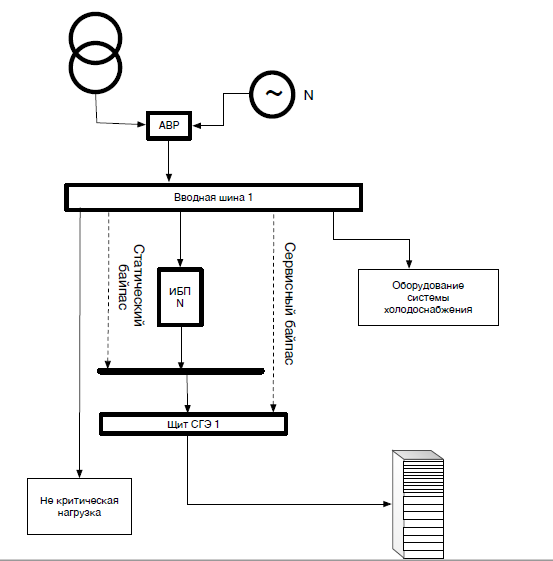 ~
N
АВР
Вводная шина 1
Статический
байпас
ИБП
N
Сервисный байпас
Оборудование
системы
холодоснабжения
Щит СГЭ 1
Не критическая
нагрузка